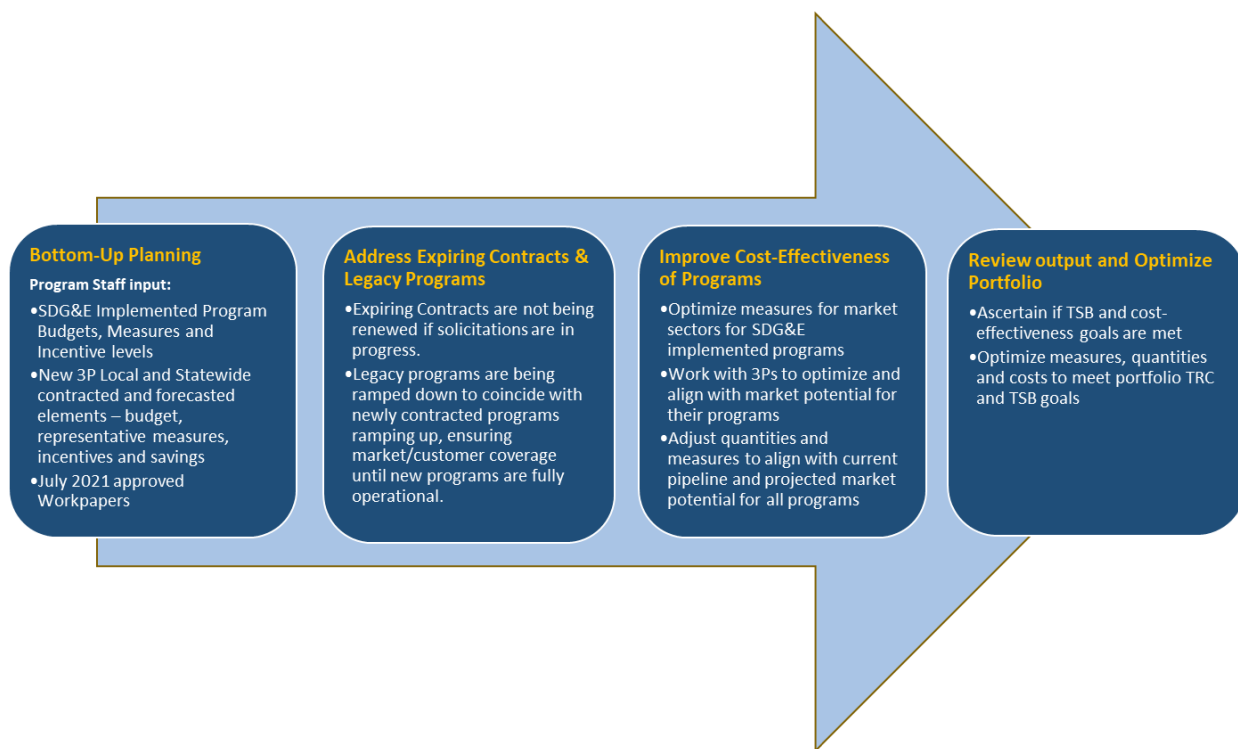 Bottom-Up Planning
Program Staff input:
•SDG&E Implemented Program
Budgets, Measures and
Incentive levels
•New 3P Local and Statewide
contracted and forecasted
elements – budget,
representative measures,
incentives and savings
•July 2021 approved
Workpapers
Address Expiring Contracts &
Legacy Programs
•Expiring Contracts are not being
renewed if solicitations are in
progress.
•Legacy programs are being
ramped down to coincide with
newly contracted programs
ramping up, ensuring
market/customer coverage
until new programs are fully
operational.
Improve Cost-Effectiveness
of Programs
•Optimize measures for market
sectors for SDG&E
implemented programs
•Work with 3Ps to optimize and
align with market potential for
their programs
•Adjust quantities and
measures to align with current
pipeline and projected market
potential for all programs
Review output and Optimize
Portfolio
•Ascertain if TSB and cost-
effectiveness goals are met
•Optimize measures, quantities
and costs to meet portfolio TRC
and TSB goals